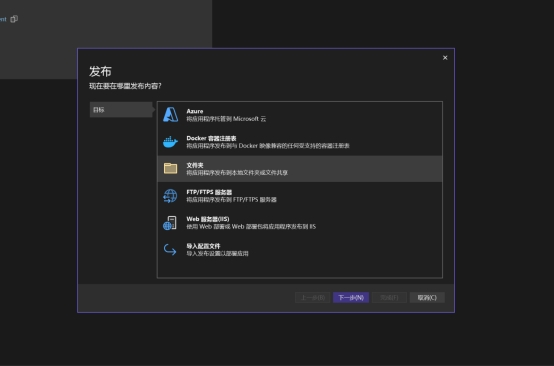 nt
发布
现在要在哪里发布内容?
目标
Azure
将应用程序托管到 Microsoft 云
Docker 容器注册表
将应用程序发布到与 Docker 映像兼容的任何受支持的容器注册表
文件夹
将应用程序发布到本地文件夹或文件共享
FTP/FTPS 服务器
将应用程序发布到 FTP/FTPS 服务器
Web 服务器(IIS)
使用 Web 部署或 Web 部署包将应用程序发布到 IIS
导入配置文件
导入发布设置以部署应用
下一步(N)
取消(C)